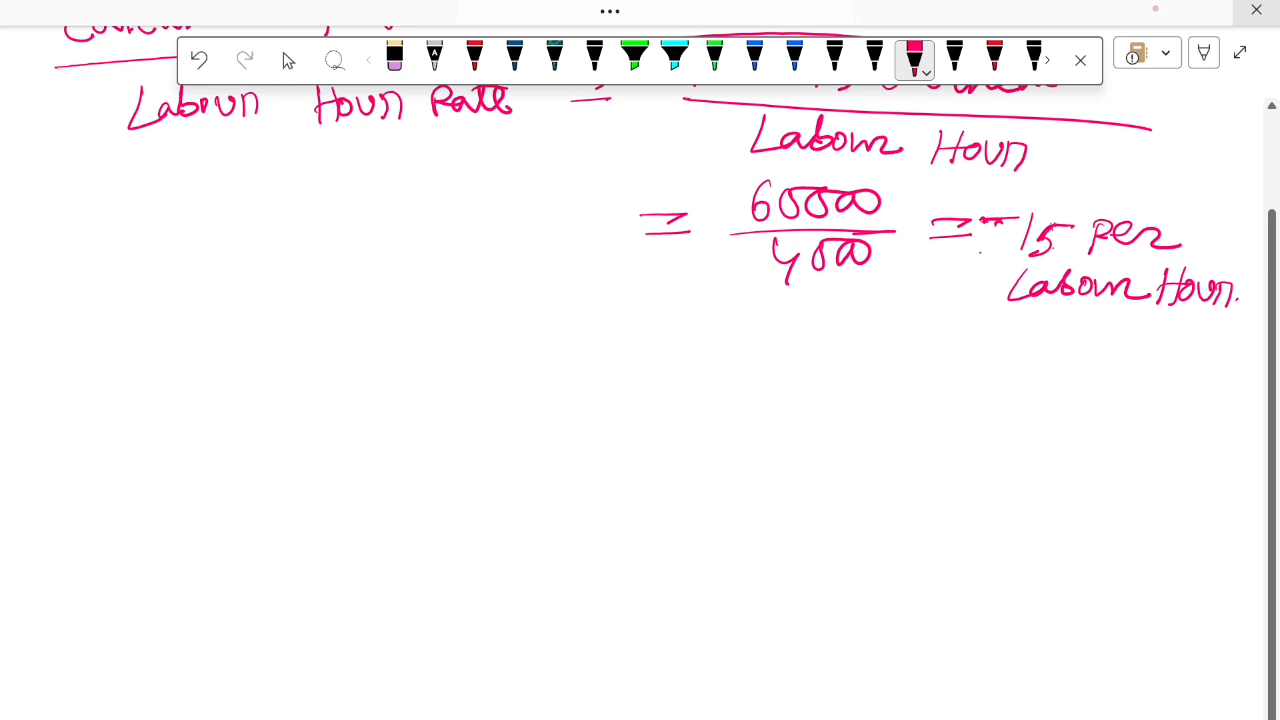 Labour Hour Rate =
Labour Hour
= 60000 / 4000 = ₹15 Per
Labour Hour.